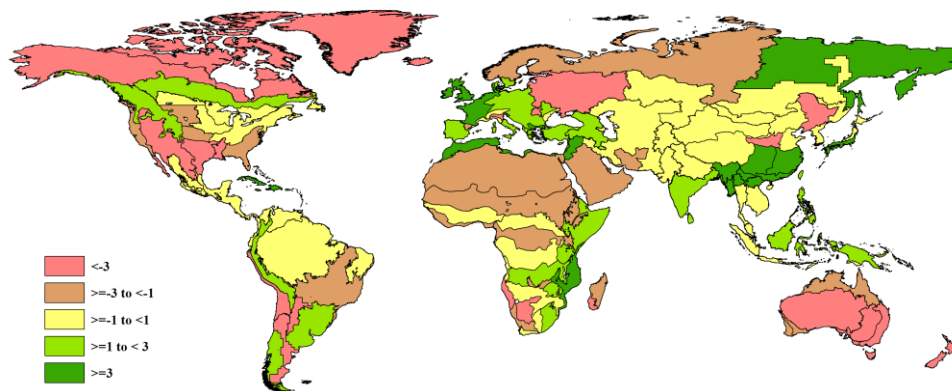 <-3
>=-3 to <-1
>=-1 to <1
>=1 to < 3
>=3